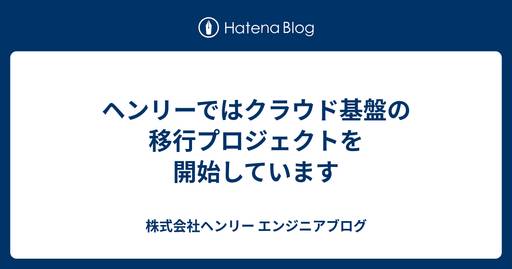 Hatena Blog
ヘンリーではクラウド基盤の
移行プロジェクトを
開始しています
株式会社ヘンリー エンジニアブログ